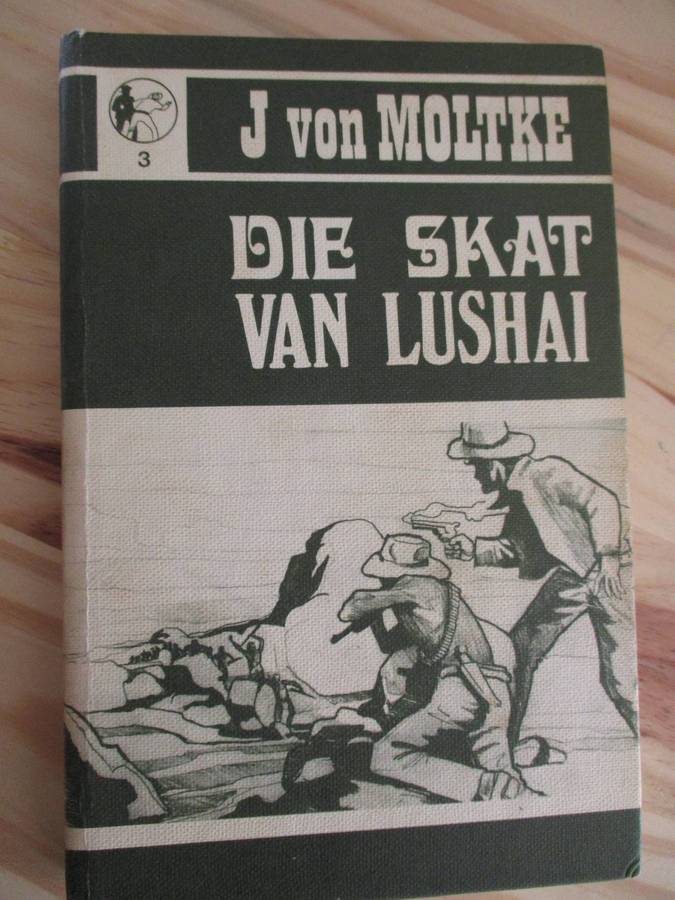 3
J von MOLTKE
DIE SKAT
VAN LUSHAI